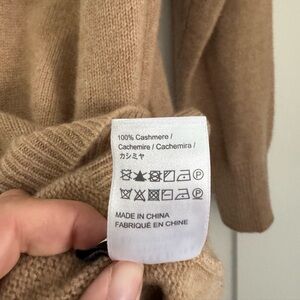 100% Cashmere /
Cachemire / Cachemira /
カシミヤ
MADE IN CHINA
FABRIQUÉ EN CHINE